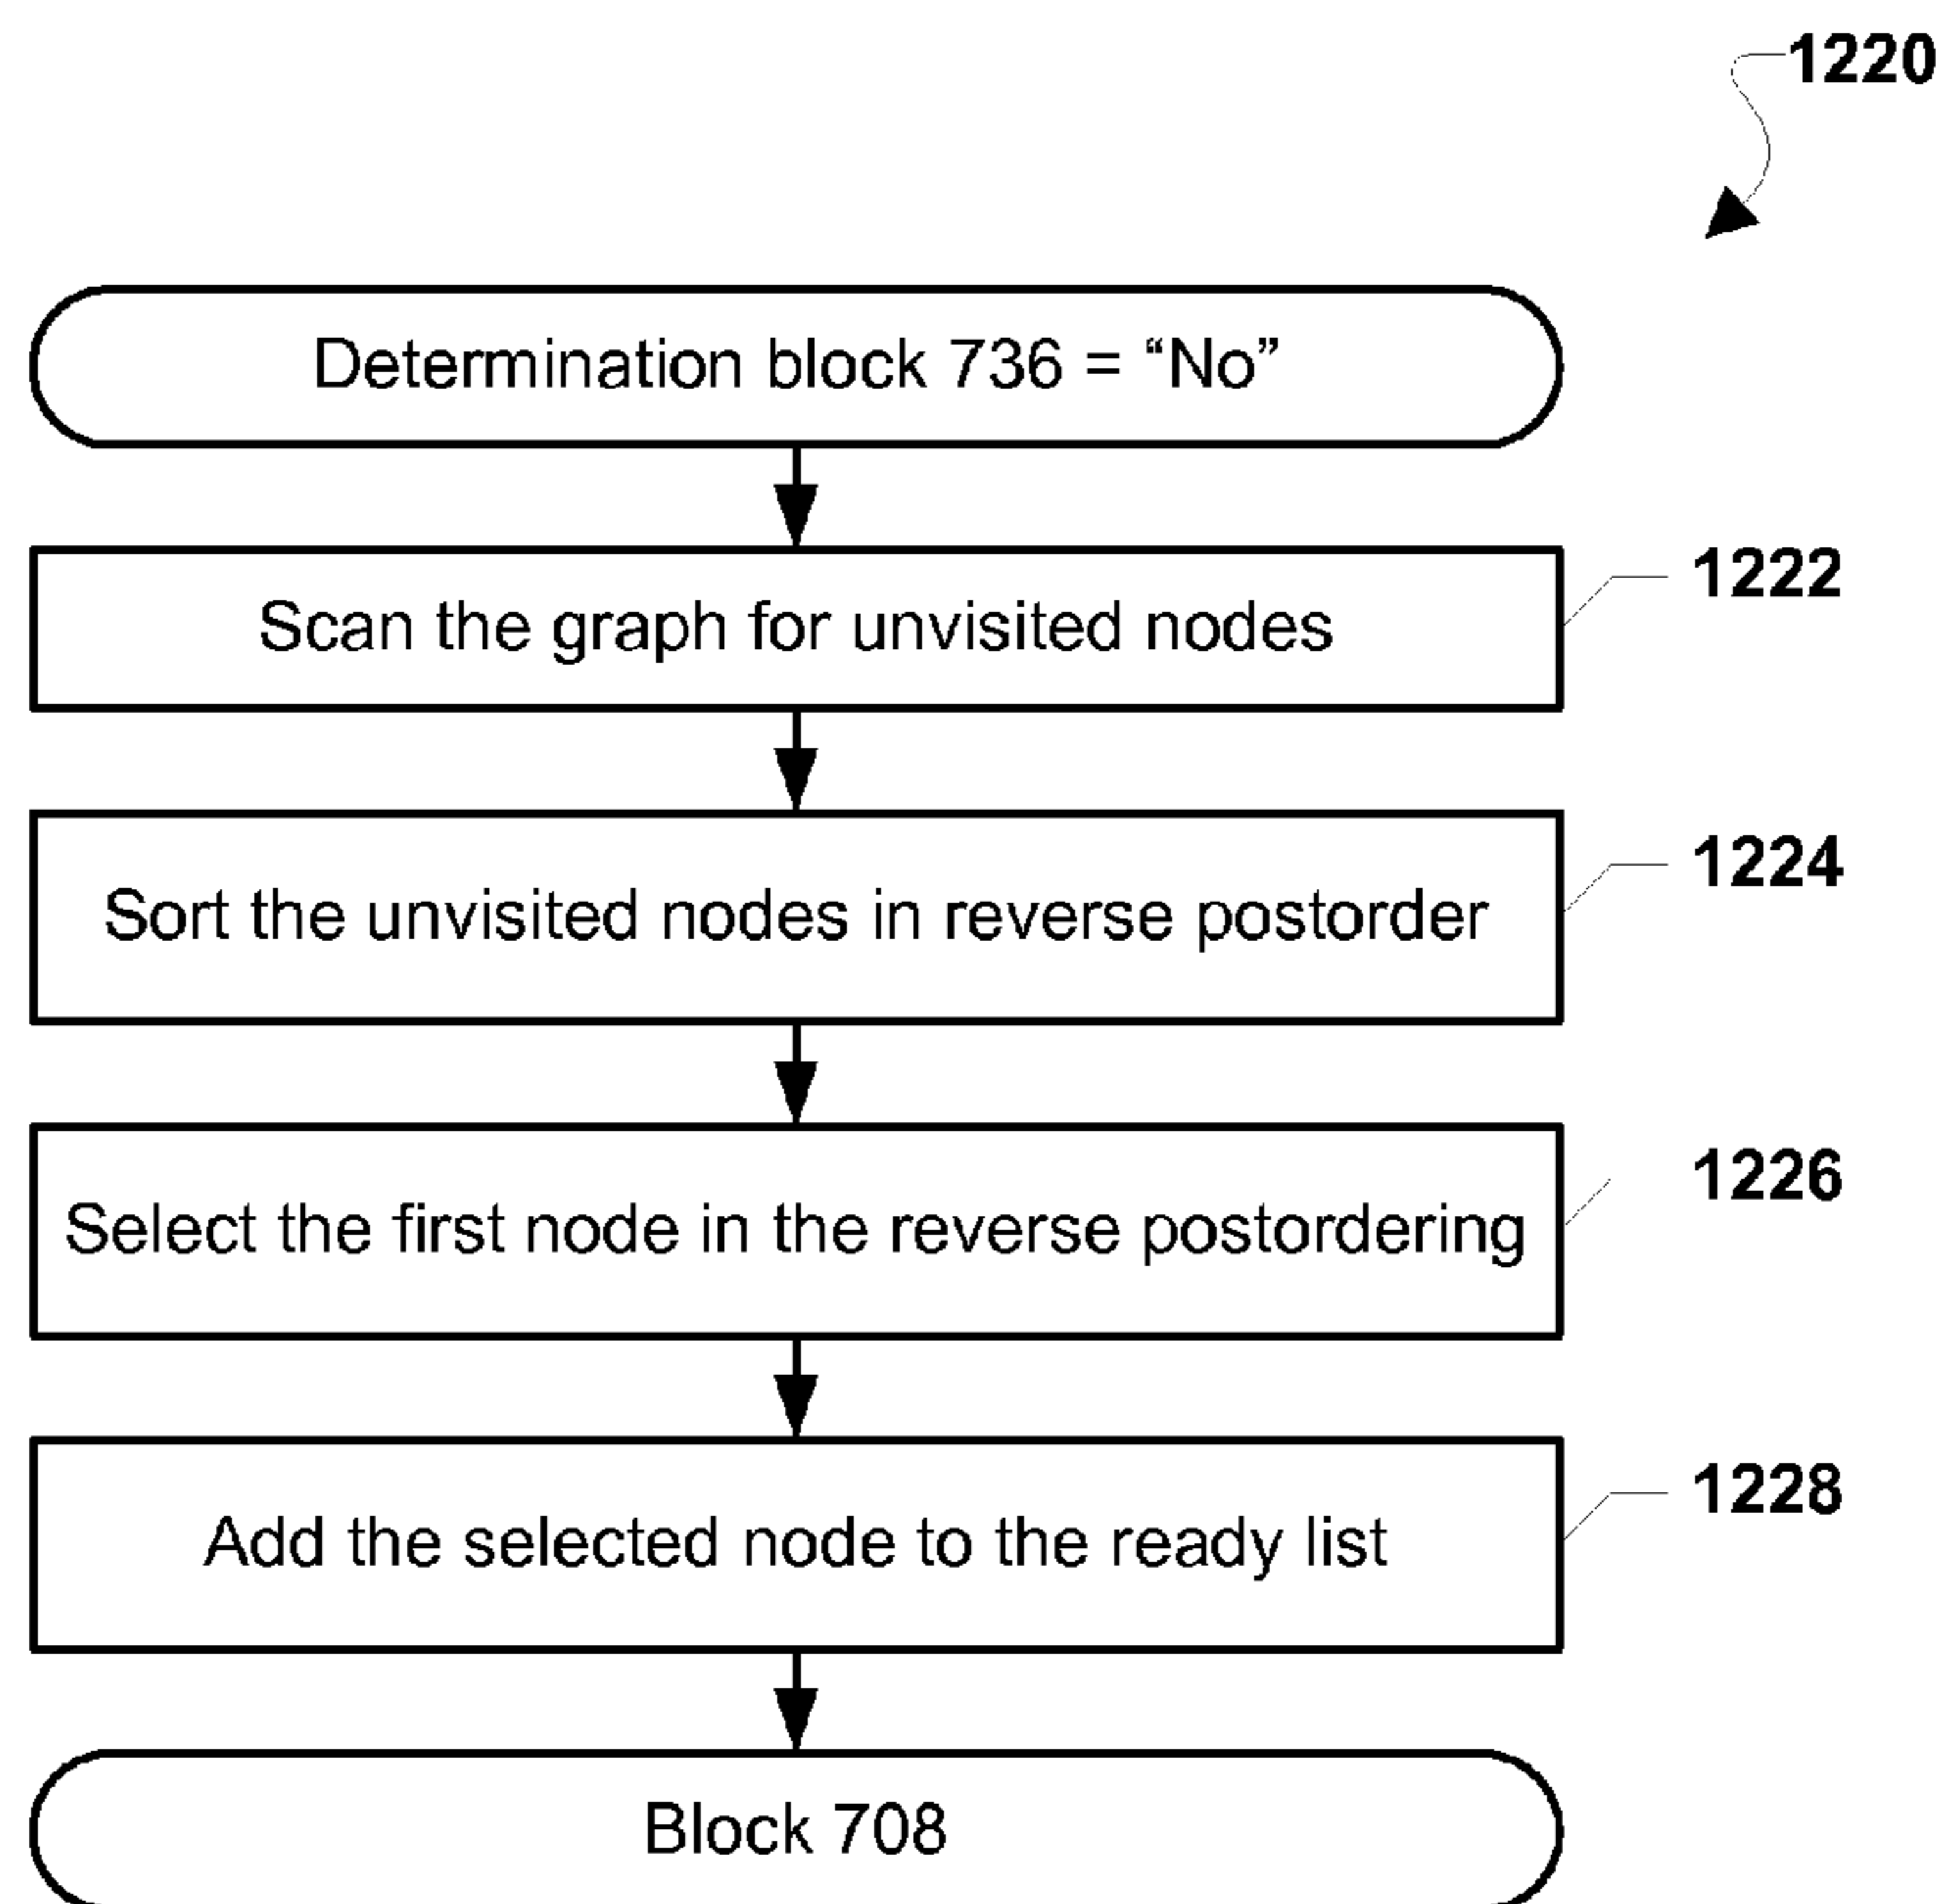 1220
Determination block 736 = “No”
Scan the graph for unvisited nodes
1222
Sort the unvisited nodes in reverse postorder
1224
Select the first node in the reverse postordering
1226
Add the selected node to the ready list
1228
Block 708